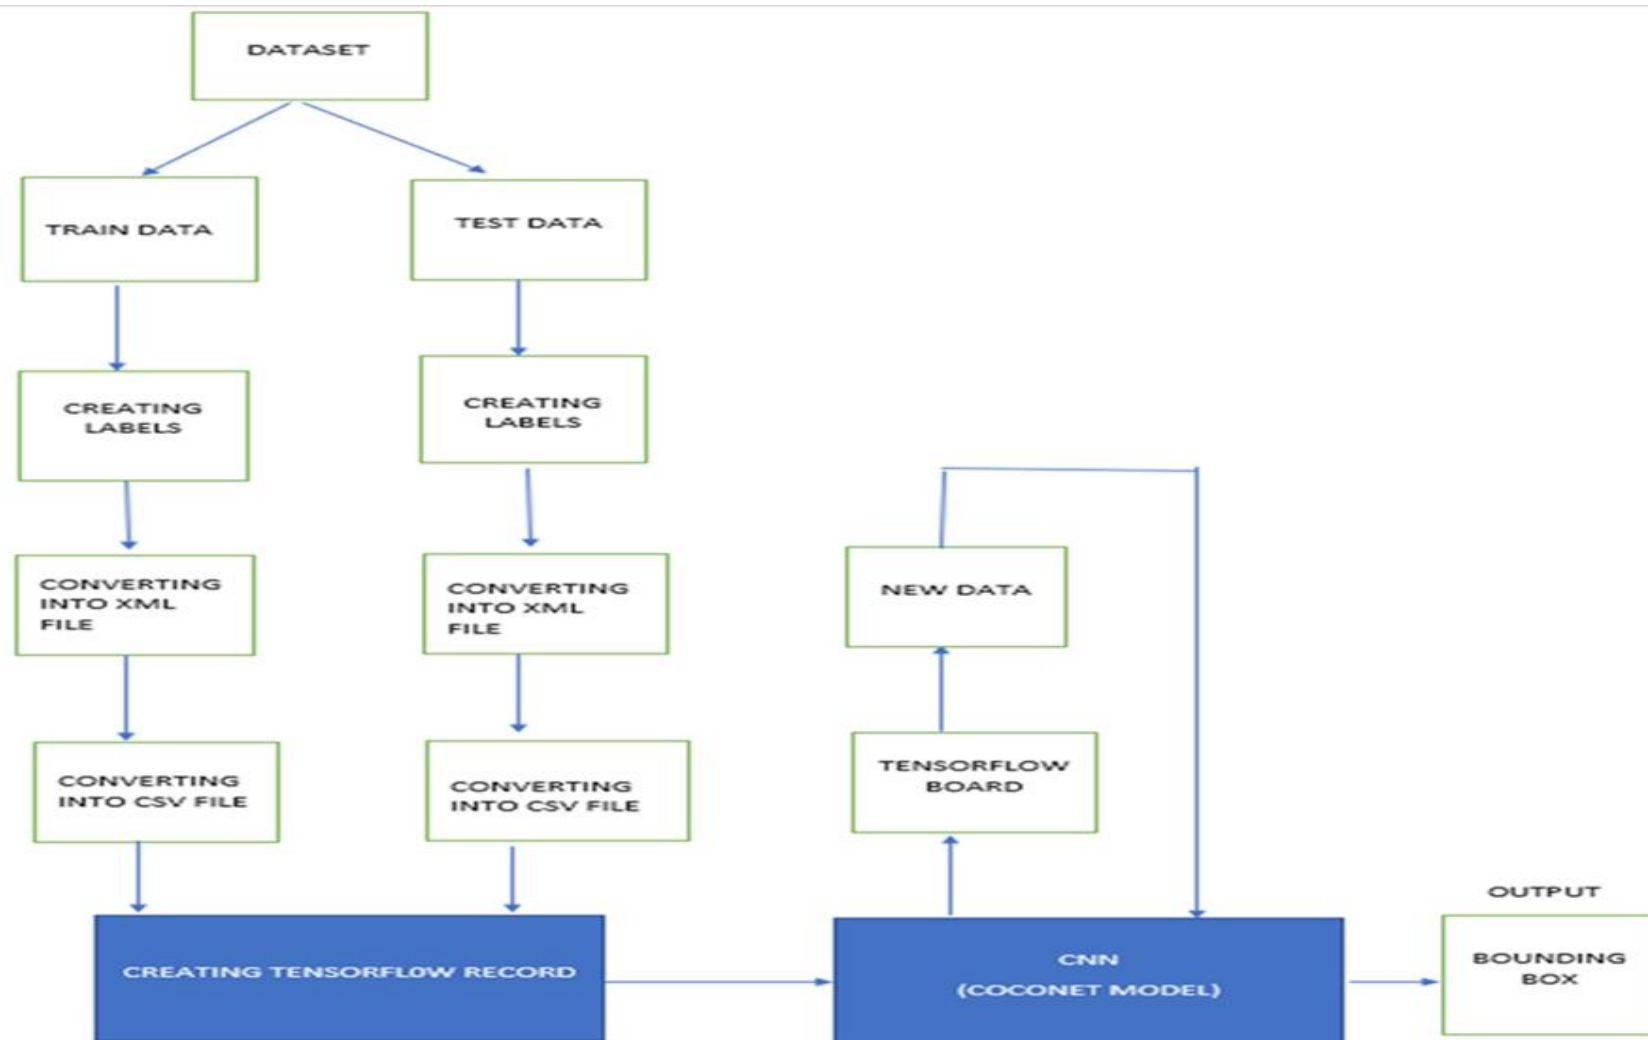 DATASET
TRAIN DATA
TEST DATA
CREATING
LABELS
CREATING
LABELS
CONVERTING
INTO XML
FILE
CONVERTING
INTO XML
FILE
NEW DATA
CONVERTING
INTO CSV FILE
CONVERTING
INTO CSV FILE
TENSORFLOW
BOARD
CREATING TENSORFLOW RECORD
CNN
(COCONET MODEL)
OUTPUT
BOUNDING
BOX